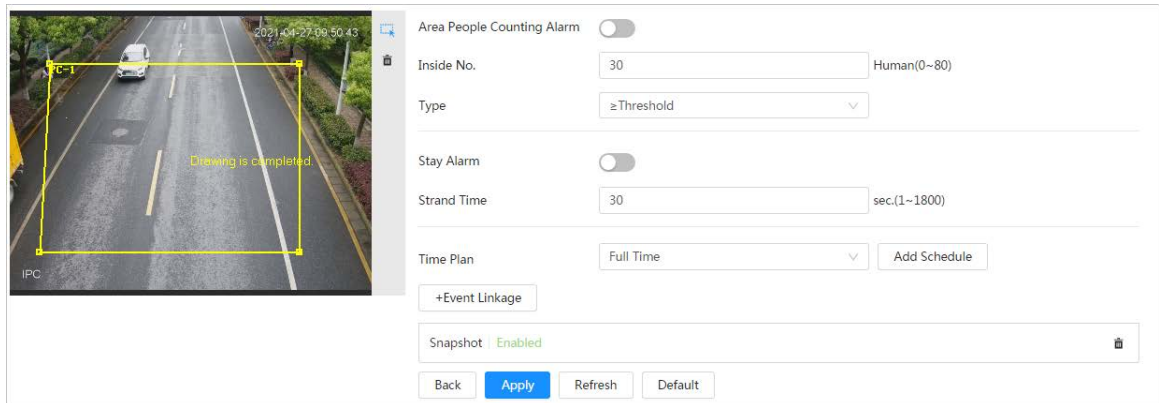 2021-04-27 09:50:43
PC-1
Drawing is completed.
IPC
Area People Counting Alarm
Inside No. 30 Human(0~80)
Type ≥Threshold
Stay Alarm
Strand Time 30 sec.(1~1800)
Time Plan Full Time Add Schedule
+Event Linkage
Snapshot Enabled
Back Apply Refresh Default